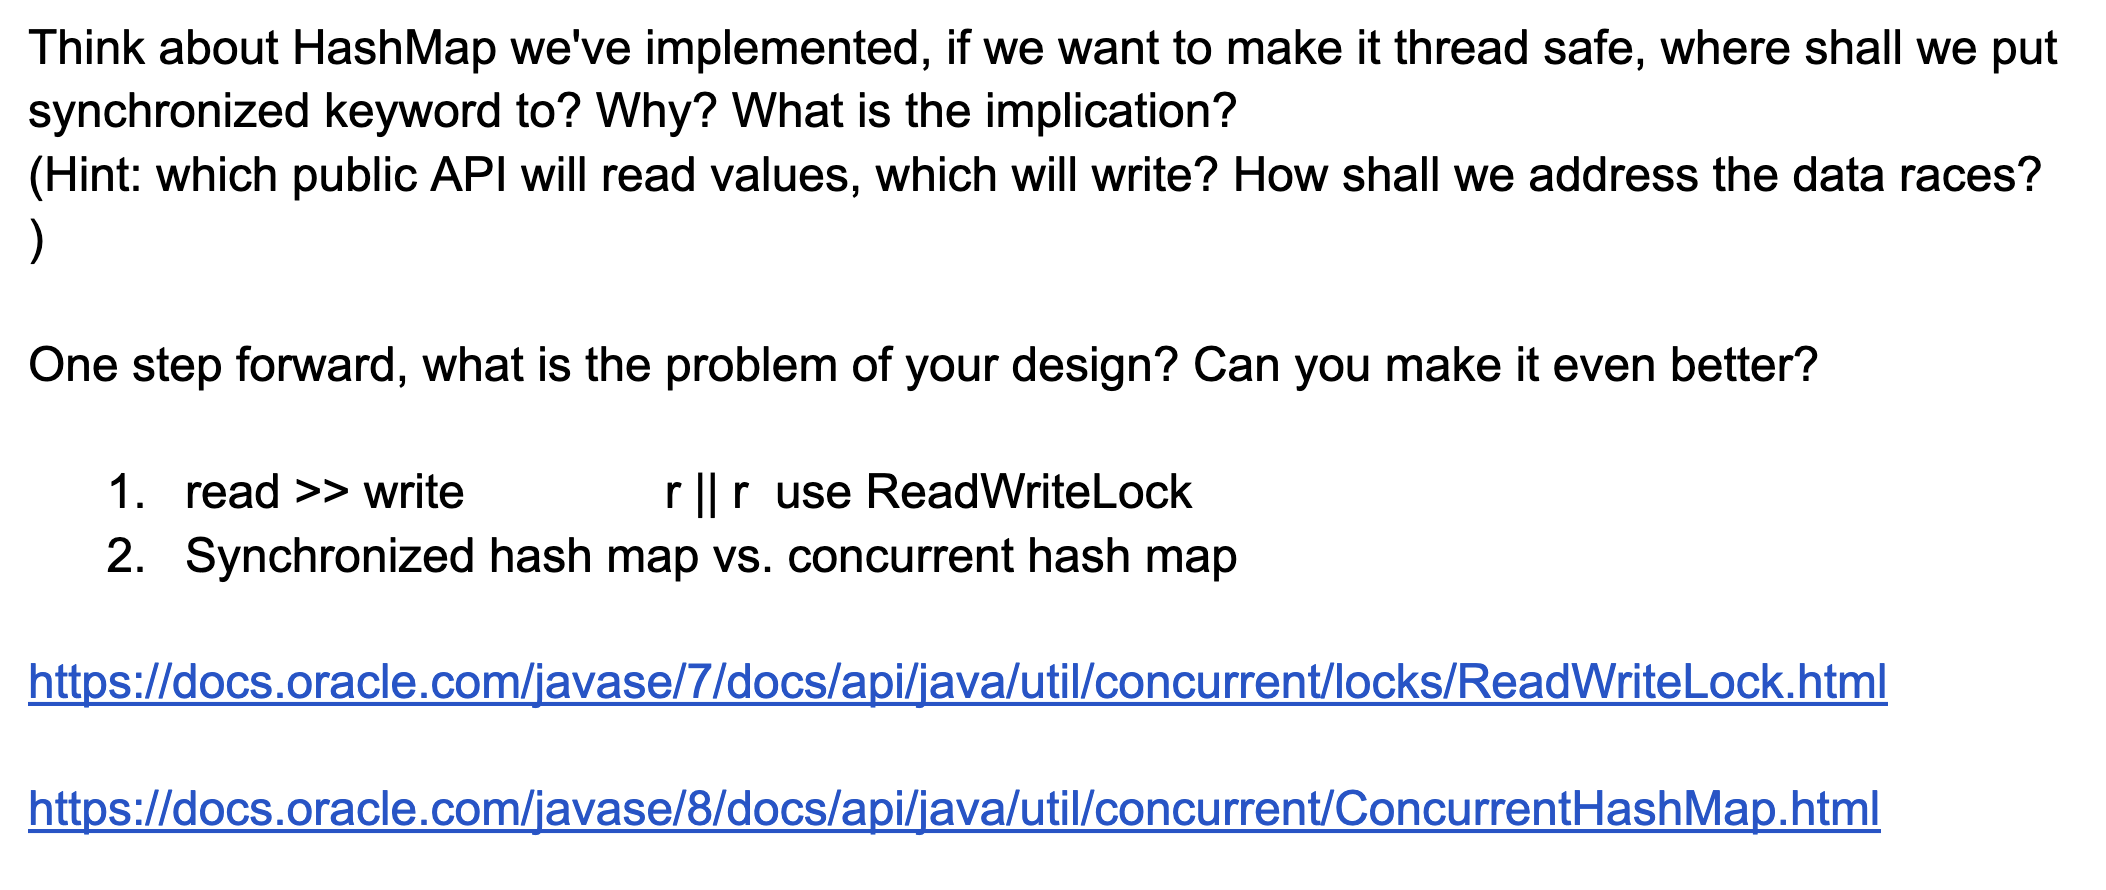 Think about HashMap we've implemented, if we want to make it thread safe, where shall we put
synchronized keyword to? Why? What is the implication?
(Hint: which public API will read values, which will write? How shall we address the data races?
)
One step forward, what is the problem of your design? Can you make it even better?
1. read >> write r || r use ReadWriteLock
2. Synchronized hash map vs. concurrent hash map
https://docs.oracle.com/javase/7/docs/api/java/util/concurrent/locks/ReadWriteLock.html
https://docs.oracle.com/javase/8/docs/api/java/util/concurrent/ConcurrentHashMap.html